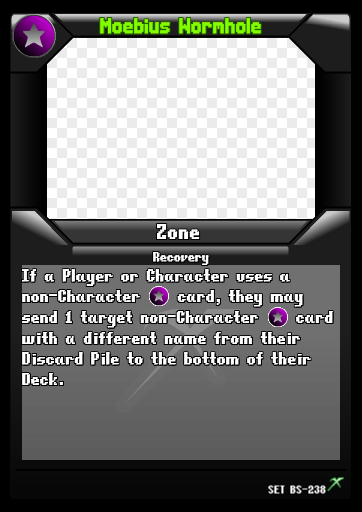 Moebius Wormhole
Zone
Recovery
If a Player or Character uses a
non-Character card, they may
send 1 target non-Character card
with a different name from their
Discard Pile to the bottom of their
Deck.
SET BS-238